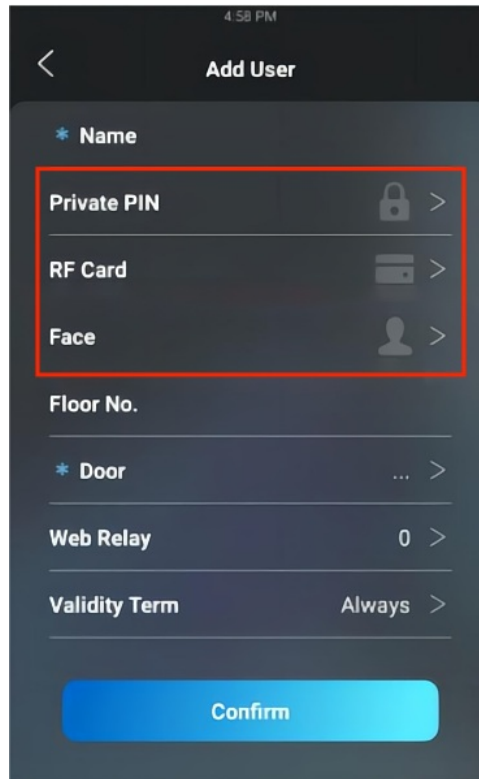 4:58 PM
Add User
* Name
Private PIN
RF Card
Face
Floor No.
* Door ...
Web Relay 0
Validity Term Always
Confirm